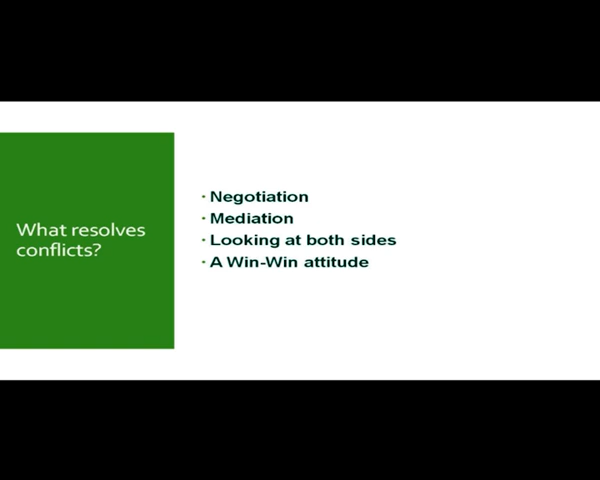 What resolves
conflicts?
· Negotiation
· Mediation
· Looking at both sides
· A Win-Win attitude